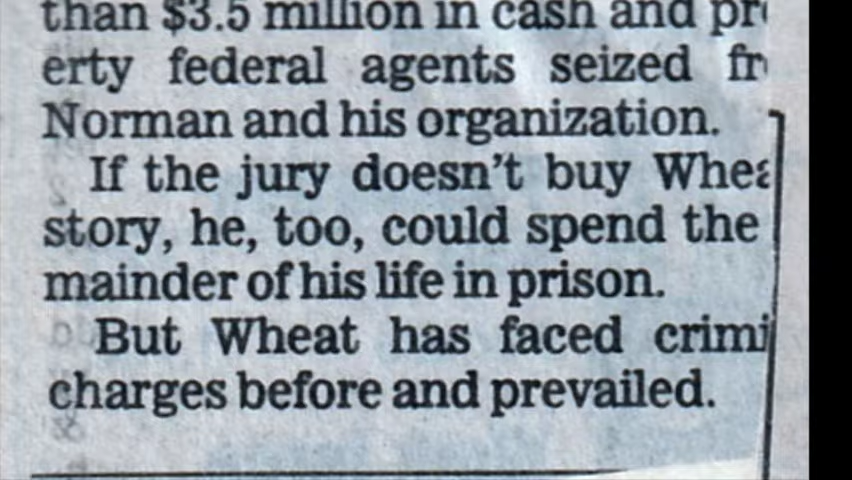 than $3.5 million in cash and pr
erty federal agents seized fr
Norman and his organization.
If the jury doesn't buy Whea
story, he, too, could spend the
mainder of his life in prison.
But Wheat has faced crimi
charges before and prevailed.